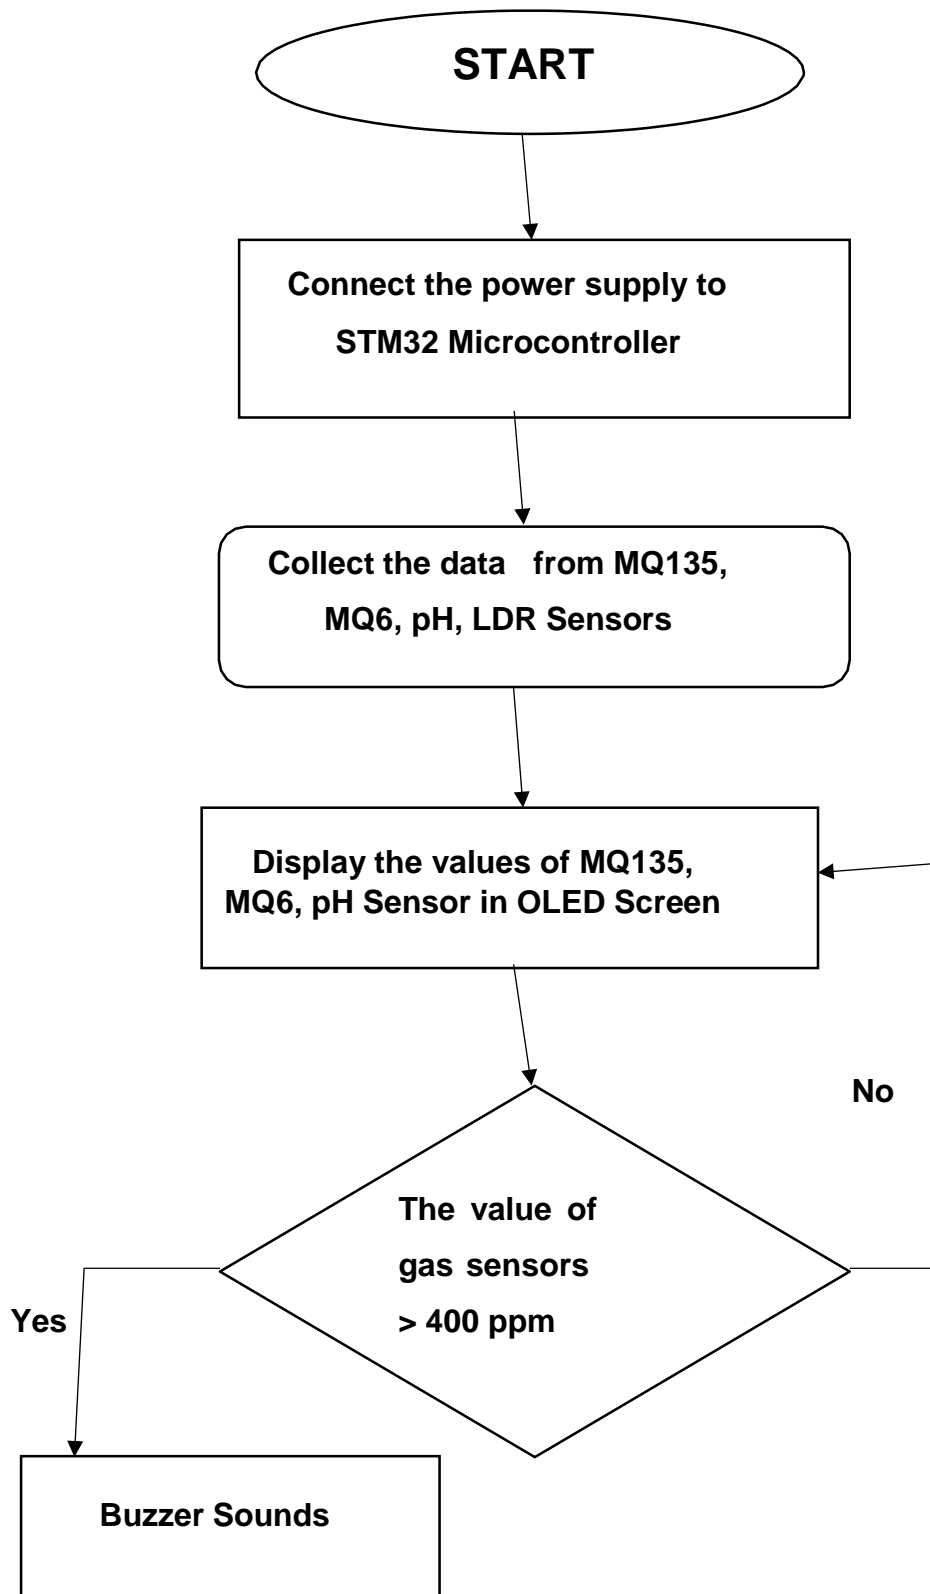 START
Connect the power supply to
STM32 Microcontroller
Collect the data from MQ135,
MQ6, pH, LDR Sensors
Display the values of MQ135,
MQ6, pH Sensor in OLED Screen
No
The value of
gas sensors
> 400 ppm
Yes
Buzzer Sounds